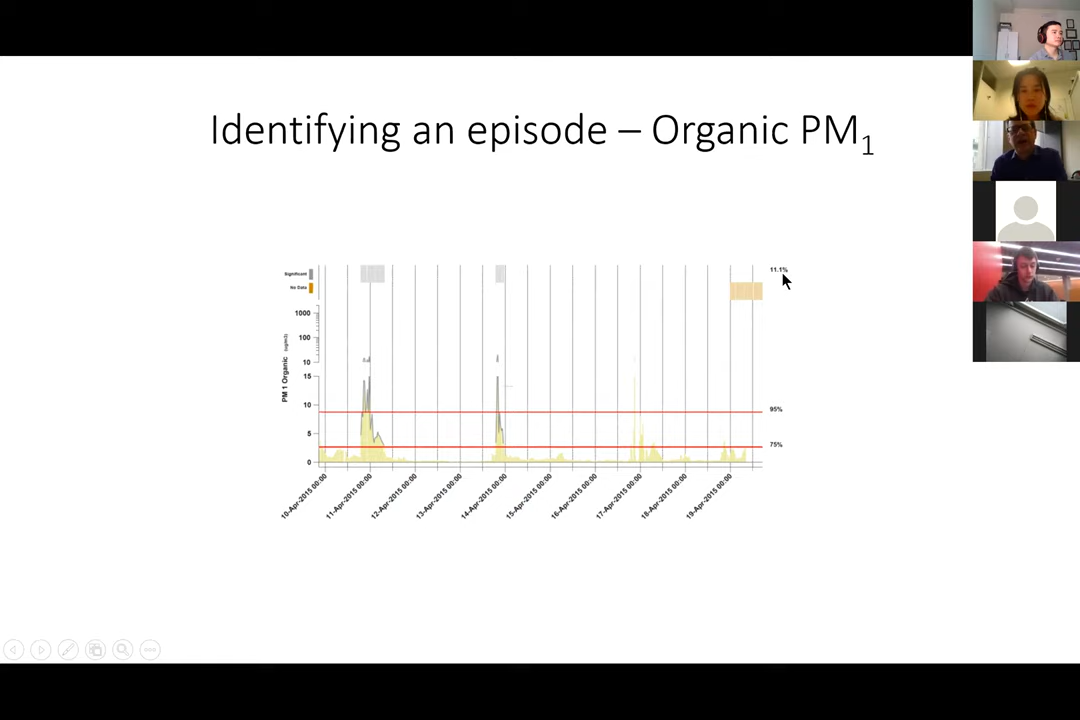 Identifying an episode – Organic PM1
Significant
No Data
11.1%
1000
100
10
15
10
5
0
PM 1 Organic (ug/m3)
95%
75%
10-Apr-2015 00:00
11-Apr-2015 00:00
12-Apr-2015 00:00
13-Apr-2015 00:00
14-Apr-2015 00:00
15-Apr-2015 00:00
16-Apr-2015 00:00
17-Apr-2015 00:00
18-Apr-2015 00:00
19-Apr-2015 00:00